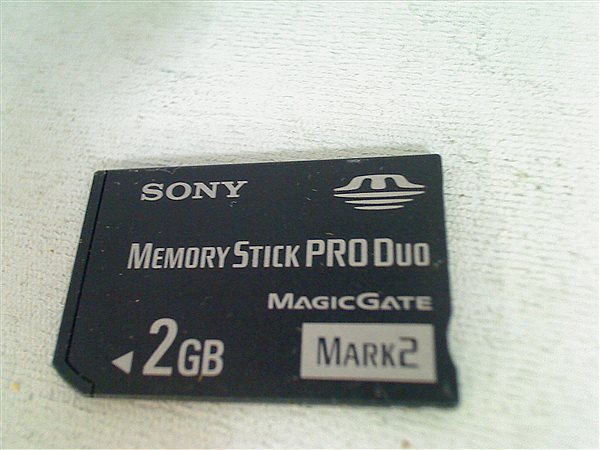 SONY
MEMORY STICK PRO DUO
MAGICGATE
2GB
MARK2